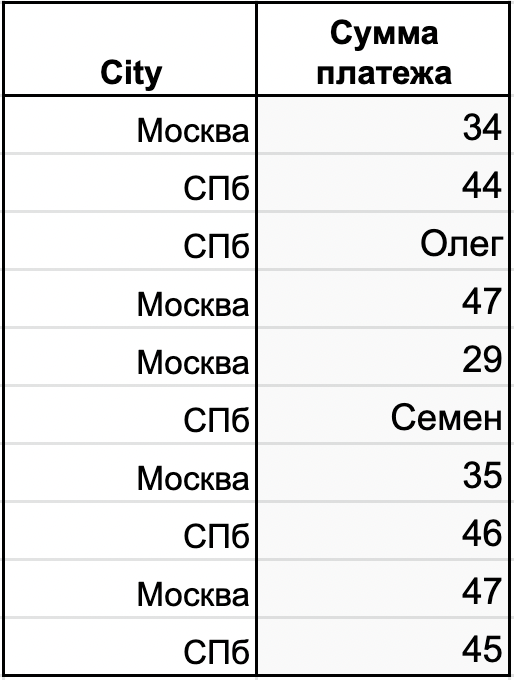 City Сумма платежа
Москва 34
СПб 44
СПб Олег
Москва 47
Москва 29
СПб Семен
Москва 35
СПб 46
Москва 47
СПб 45